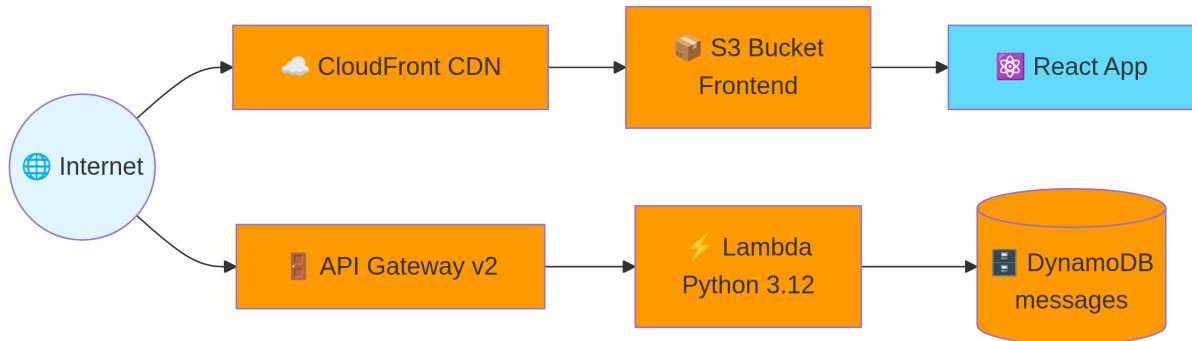 🌐 Internet
☁️ CloudFront CDN
📦 S3 Bucket
Frontend
⚛️ React App
🚪 API Gateway v2
⚡ Lambda
Python 3.12
🗄️ DynamoDB
messages